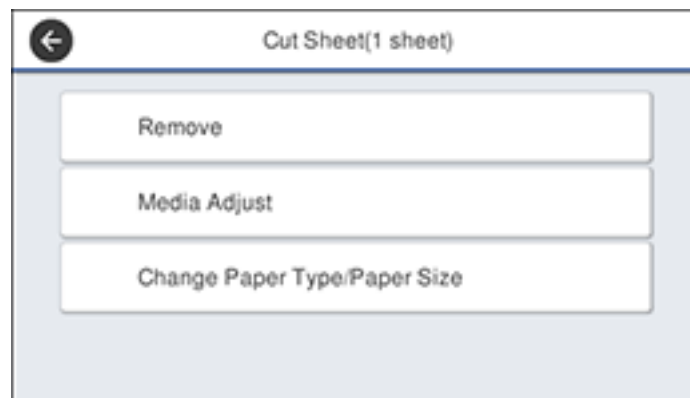 Cut Sheet(1 sheet)
Remove
Media Adjust
Change Paper Type/Paper Size